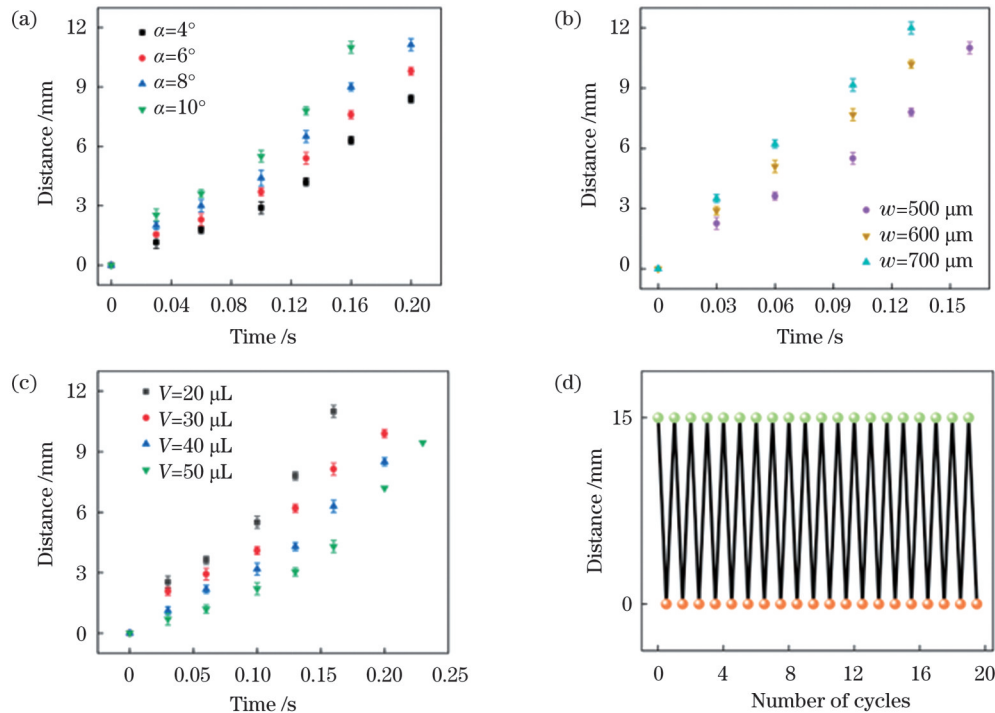 (a)
12
9
6
3
0
Distance /mm
α=4°
α=6°
α=8°
α=10°
0 0.04 0.08 0.12 0.16 0.20
Time /s
(b)
12
9
6
3
0
Distance /mm
w=500 μm
w=600 μm
w=700 μm
0 0.03 0.06 0.09 0.12 0.15
Time /s
(c)
12
9
6
3
0
Distance /mm
V=20 μL
V=30 μL
V=40 μL
V=50 μL
0 0.05 0.10 0.15 0.20 0.25
Time /s
(d)
15
0
Distance /mm
0 4 8 12 16 20
Number of cycles